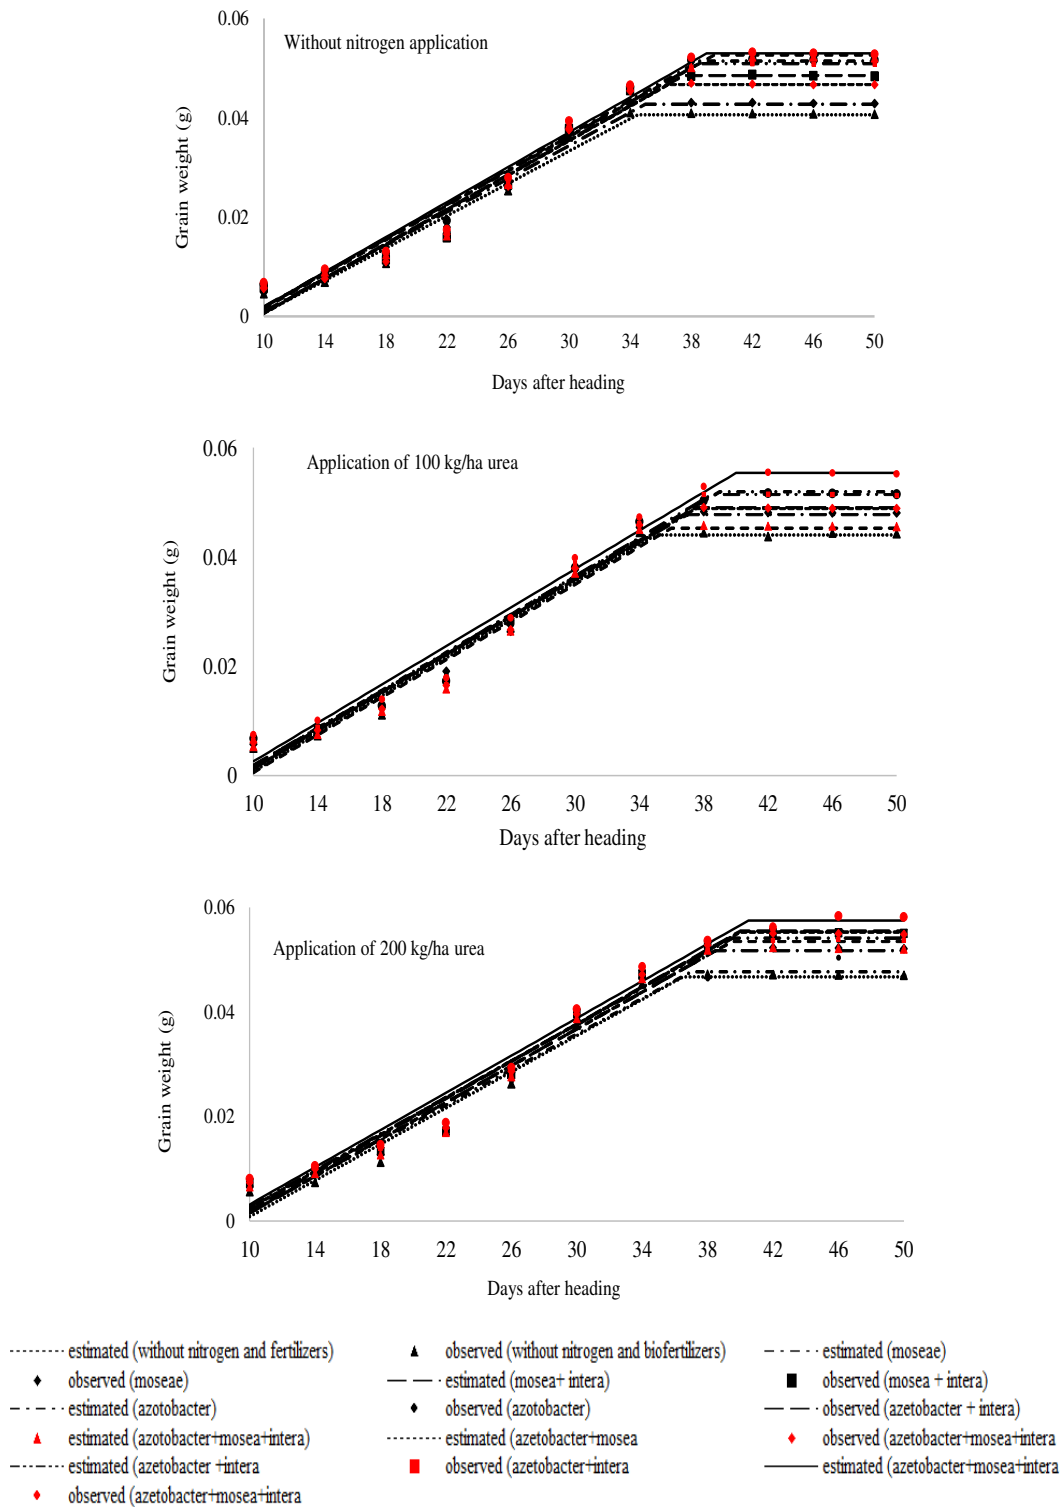 0.06
Without nitrogen application
0.04
0.02
0
Grain weight (g)
10 14 18 22 26 30 34 38 42 46 50
Days after heading
0.06
Application of 100 kg/ha urea
0.04
0.02
0
Grain weight (g)
10 14 18 22 26 30 34 38 42 46 50
Days after heading
0.06
Application of 200 kg/ha urea
0.04
0.02
0
Grain weight (g)
10 14 18 22 26 30 34 38 42 46 50
Days after heading
estimated (without nitrogen and fertilizers) observed (without nitrogen and biofertilizers) estimated (moseae)
observed (moseae) estimated (mosea+ intera) observed (mosea + intera)
estimated (azotobacter) observed (azotobacter) observed (azetobacter + intera)
estimated (azotobacter+mosea+intera) estimated (azetobacter+mosea observed (azetobacter+mosea+intera
estimated (azetobacter +intera observed (azetobacter+intera estimated (azetobacter+mosea+intera
observed (azetobacter+mosea+intera